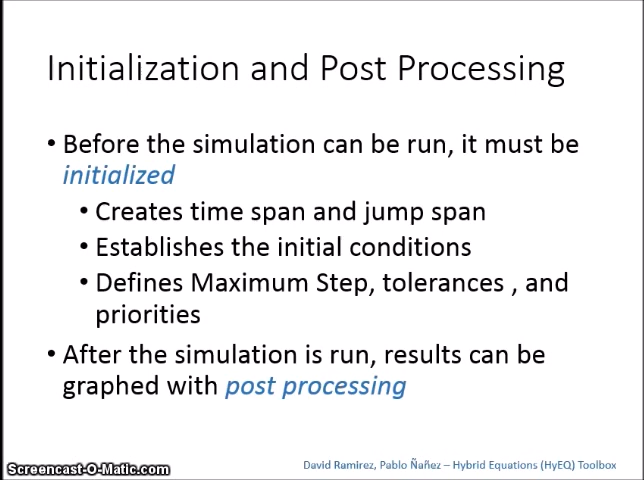 Initialization and Post Processing
• Before the simulation can be run, it must be
initialized
• Creates time span and jump span
• Establishes the initial conditions
• Defines Maximum Step, tolerances , and
priorities
• After the simulation is run, results can be
graphed with post processing
David Ramirez, Pablo Ñañez – Hybrid Equations (HyEQ) Toolbox
Screencast-O-Matic.com